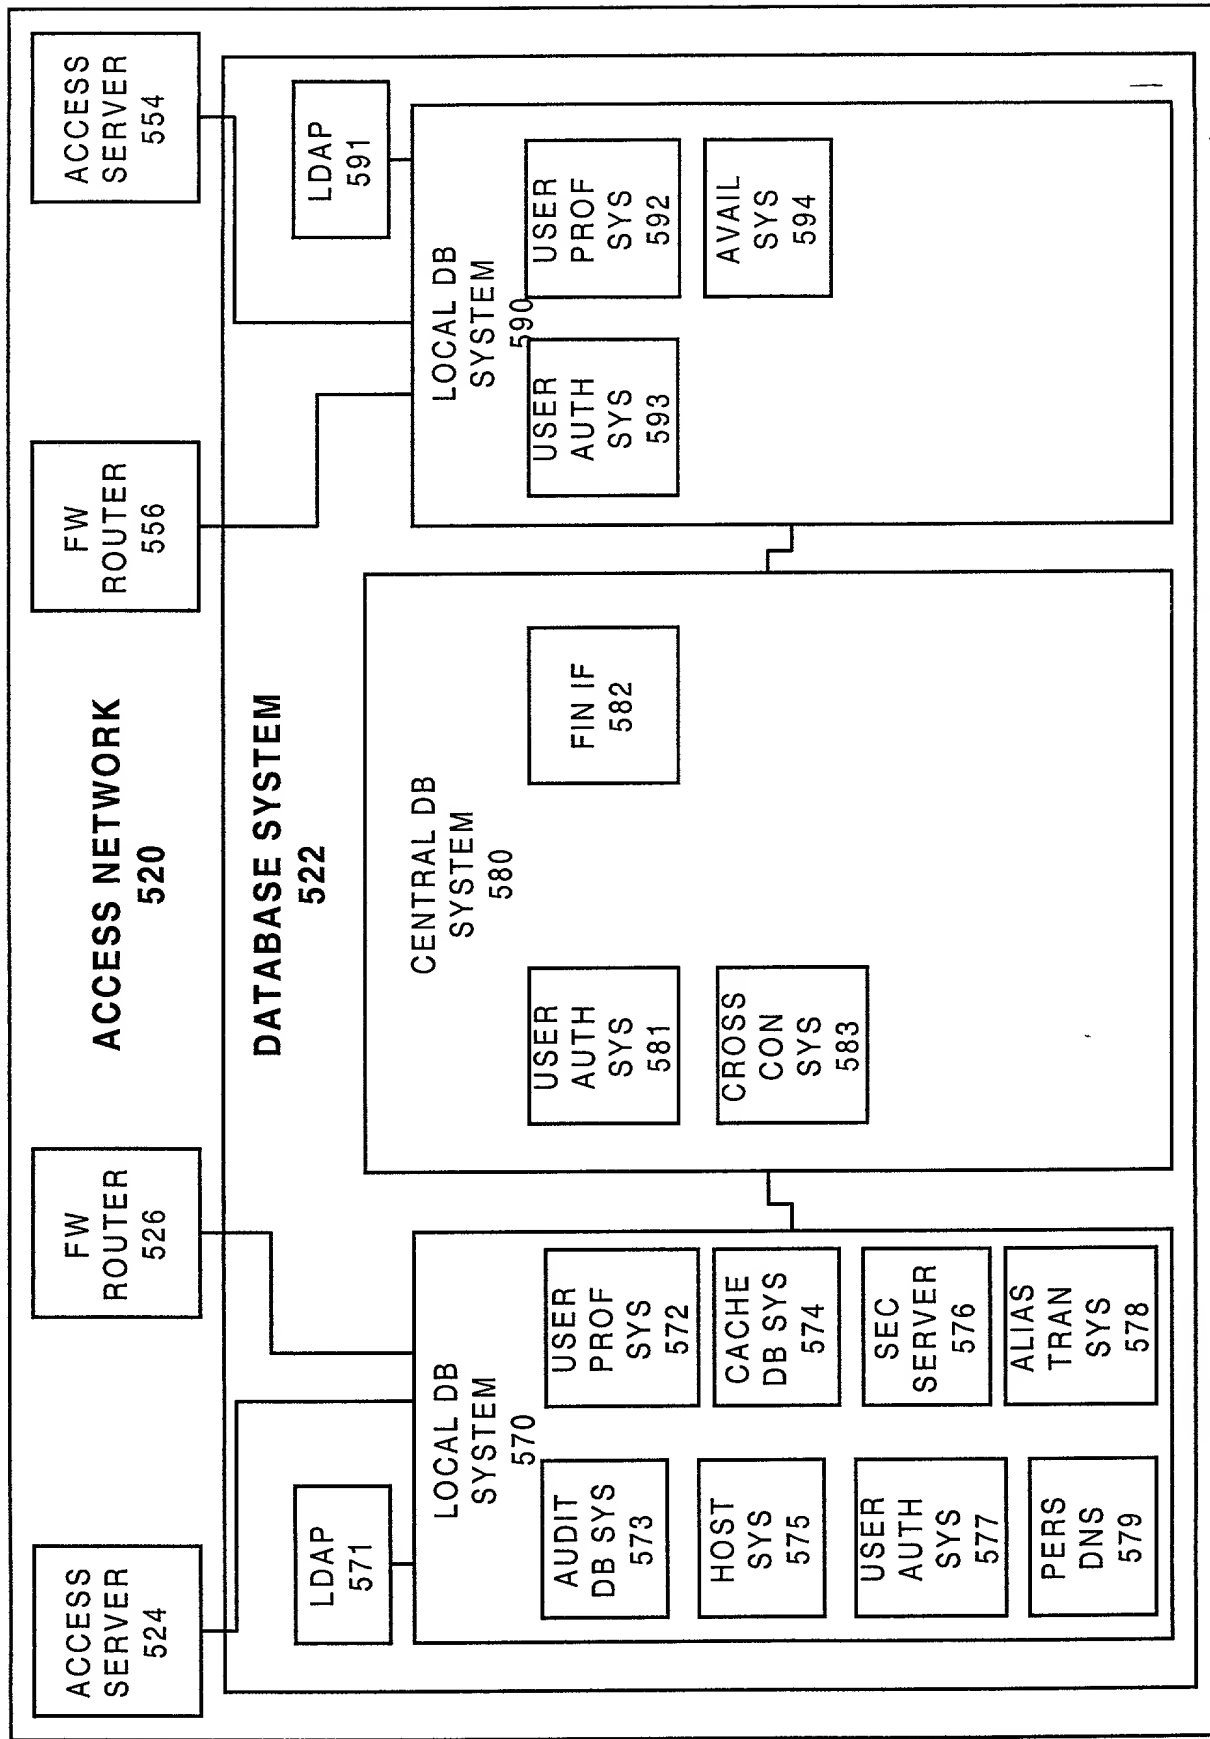 ACCESS
SERVER
524
FW
ROUTER
526
ACCESS NETWORK
520
FW
ROUTER
556
ACCESS
SERVER
554
DATABASE SYSTEM
522
LDAP
571
LOCAL DB
SYSTEM
570
AUDIT
DB SYS
573
USER
PROF
SYS
572
HOST
SYS
575
CACHE
DB SYS
574
USER
AUTH
SYS
577
SEC
SERVER
576
PERS
DNS
579
ALIAS
TRAN
SYS
578
CENTRAL DB
SYSTEM
580
USER
AUTH
SYS
581
FIN IF
582
CROSS
CON
SYS
583
LDAP
591
LOCAL DB
SYSTEM
590
USER
AUTH
SYS
593
USER
PROF
SYS
592
AVAIL
SYS
594